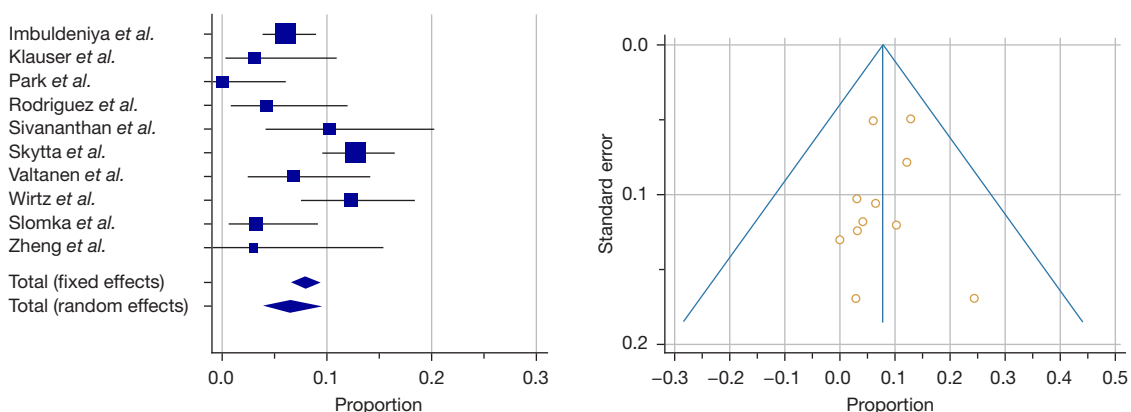 Imbuldeniya et al.
Klauser et al.
Park et al.
Rodriguez et al.
Sivananthan et al.
Skytta et al.
Valtanen et al.
Wirtz et al.
Slomka et al.
Zheng et al.
Total (fixed effects)
Total (random effects)
0.0 0.1 0.2 0.3
Proportion
Standard error
0.0
0.1
0.2
−0.3 −0.2 −0.1 0.0 0.1 0.2 0.3 0.4 0.5
Proportion